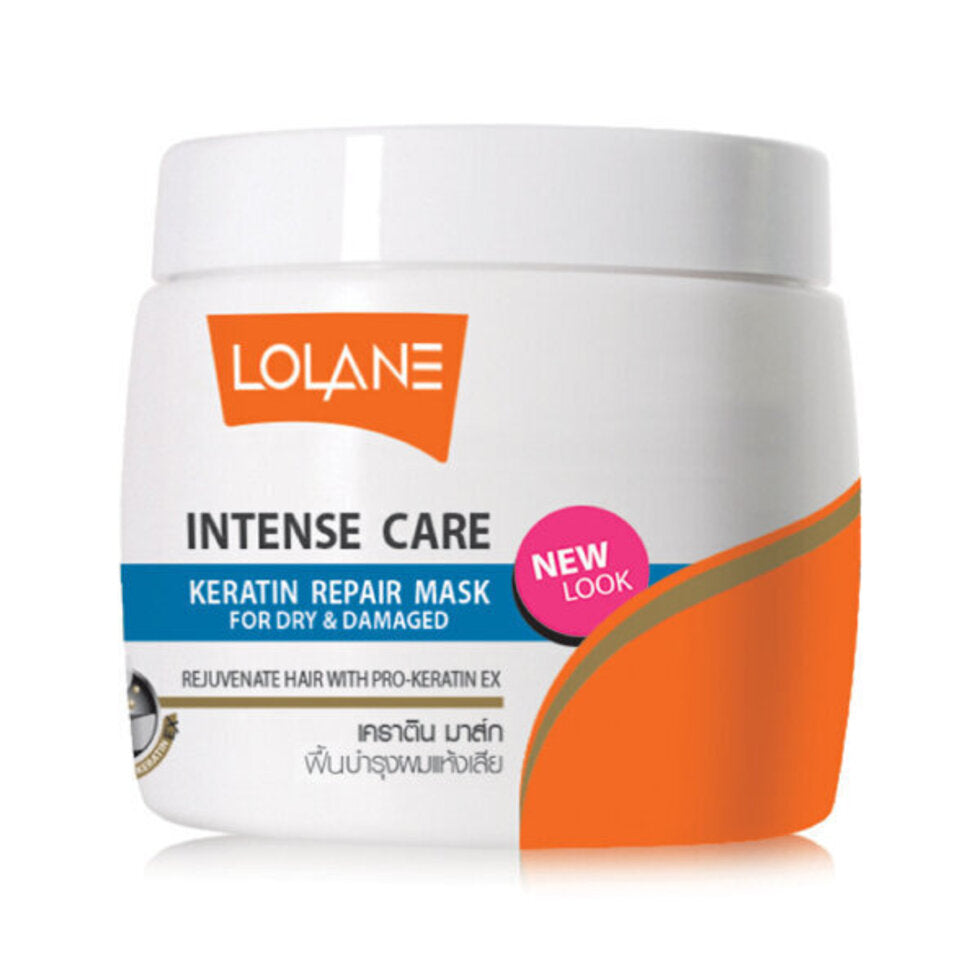 LOLANE
INTENSE CARE
KERATIN REPAIR MASK
FOR DRY & DAMAGED
NEW
LOOK
REJUVENATE HAIR WITH PRO-KERATIN EX
เคราติน มาส์ก
ฟื้นบำรุงผมแห้งเสีย
KERATIN EX